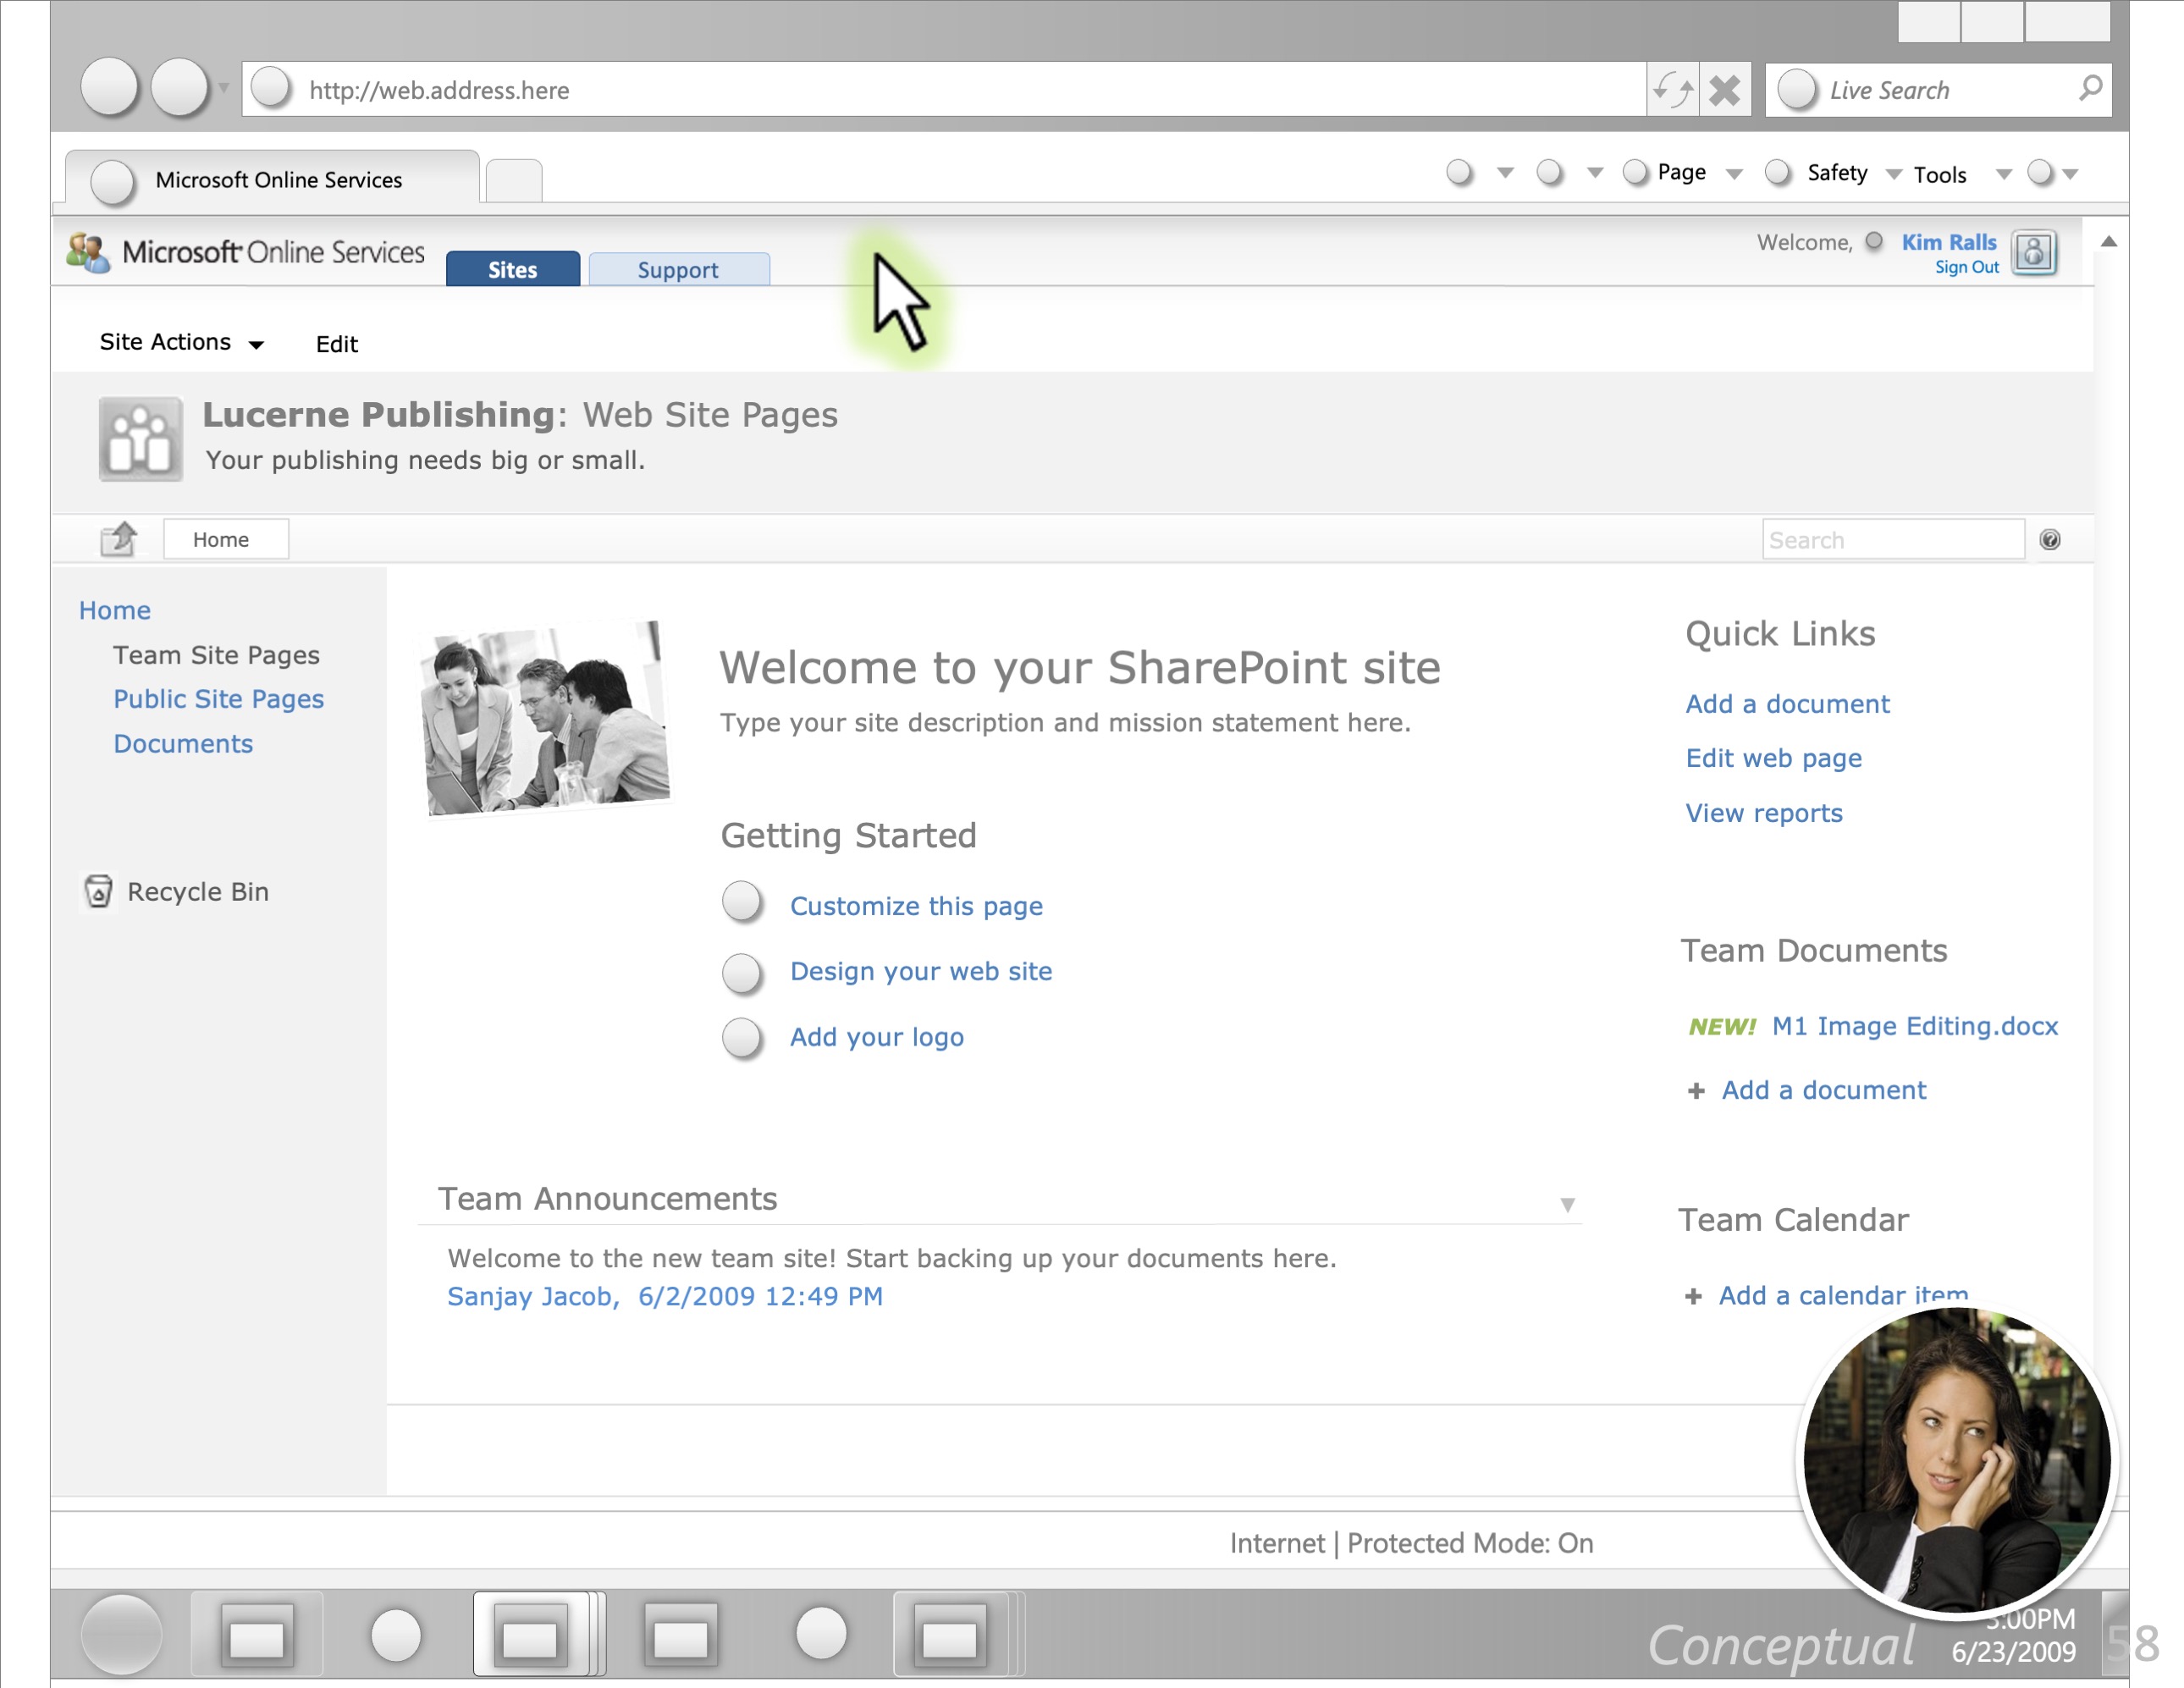 http://web.address.here
Live Search
Microsoft Online Services
Page
Safety
Tools
Microsoft Online Services
Sites
Support
Welcome,
Kim Ralls
Sign Out
Site Actions
Edit
Lucerne Publishing: Web Site Pages
Your publishing needs big or small.
Home
Search
Home
Team Site Pages
Public Site Pages
Documents
Recycle Bin
Welcome to your SharePoint site
Type your site description and mission statement here.
Getting Started
Customize this page
Design your web site
Add your logo
Team Announcements
Welcome to the new team site! Start backing up your documents here.
Sanjay Jacob, 6/2/2009 12:49 PM
Quick Links
Add a document
Edit web page
View reports
Team Documents
NEW! M1 Image Editing.docx
+ Add a document
Team Calendar
+ Add a calendar item
Internet | Protected Mode: On
Conceptual
:00PM
6/23/2009
58